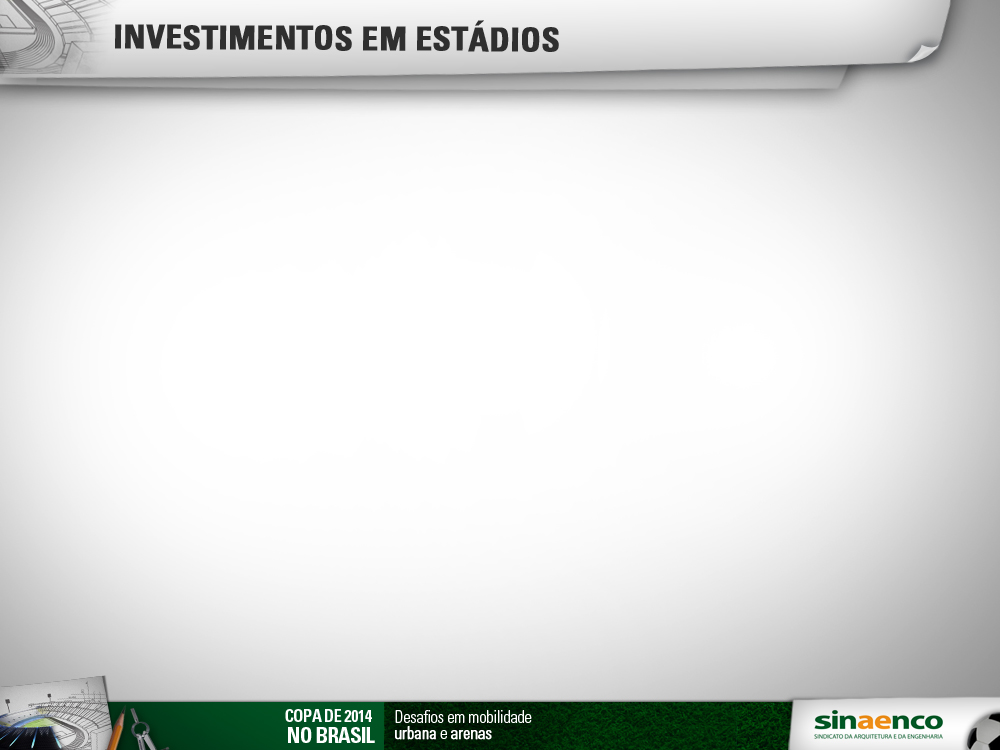 INVESTIMENTOS EM ESTÁDIOS
COPA DE 2014
NO BRASIL
Desafios em mobilidade
urbana e arenas
sinaenco
SINDICATO DA ARQUITETURA E DA ENGENHARIA